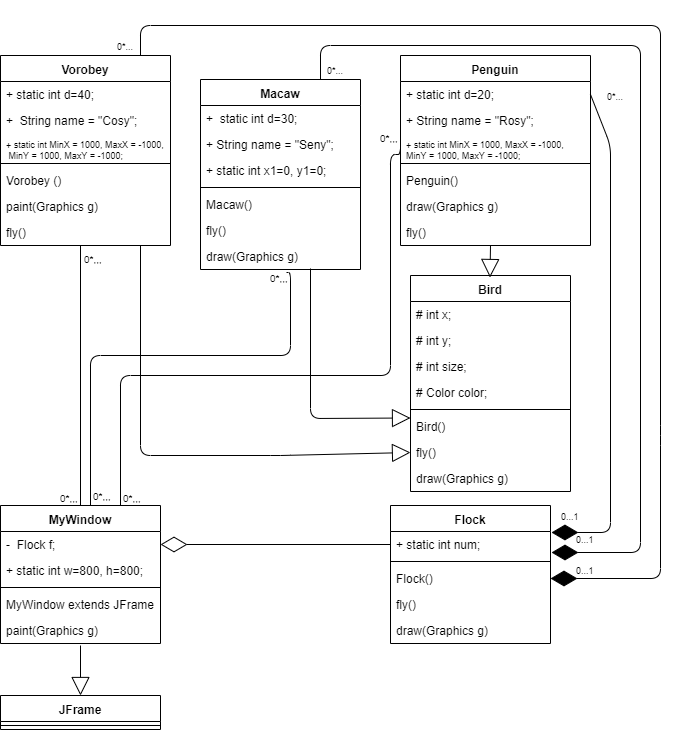 0*...
Vorobey
+ static int d=40;
+  String name = "Cosy";
+ static int MinX = 1000, MaxX = -1000,
MinY = 1000, MaxY = -1000;
Vorobey ()
paint(Graphics g)
fly()
0*...
0*...
Macaw
+  static int d=30;
+ String name = "Seny";
+ static int x1=0, y1=0;
Macaw()
fly()
draw(Graphics g)
0*...
Penguin
+ static int d=20;
+ String name = "Rosy";
+ static int MinX = 1000, MaxX = -1000,
MinY = 1000, MaxY = -1000;
Penguin()
draw(Graphics g)
fly()
0*...
0*...
Bird
# int x;
# int y;
# int size;
# Color color;
Bird()
fly()
draw(Graphics g)
0*...
0*...
0*...
MyWindow
-  Flock f;
+ static int w=800, h=800;
MyWindow extends JFrame
paint(Graphics g)
Flock
+ static int num;
Flock()
fly()
draw(Graphics g)
0...1
0...1
0...1
JFrame